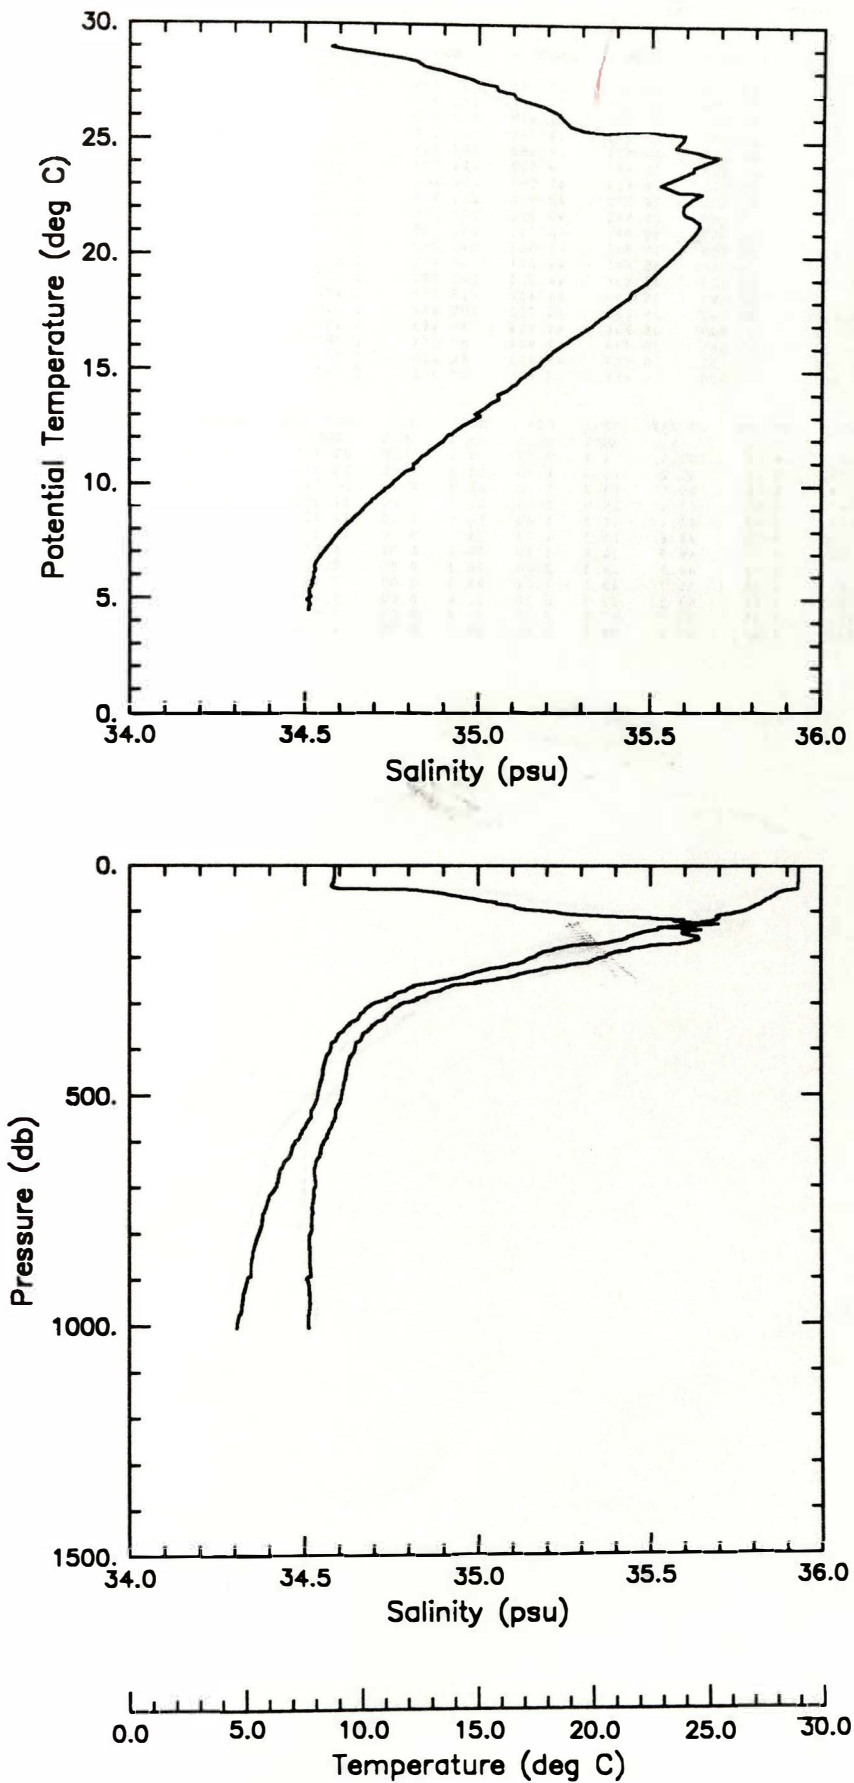 30.
25.
20.
15.
10.
5.
0.
Potential Temperature (deg C)
34.0 34.5 35.0 35.5 36.0
Salinity (psu)
0.
500.
1000.
1500.
Pressure (db)
34.0 34.5 35.0 35.5 36.0
Salinity (psu)
0.0 5.0 10.0 15.0 20.0 25.0 30.0
Temperature (deg C)